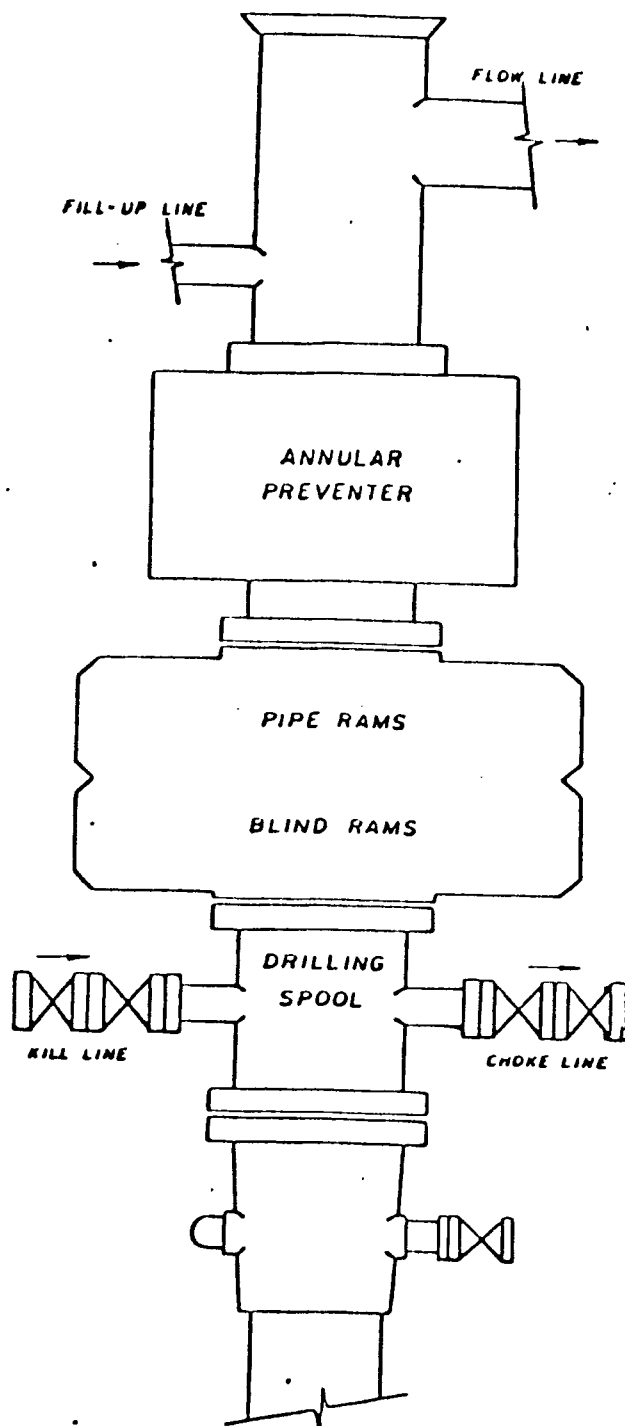 FLOW LINE
FILL-UP LINE
ANNULAR
PREVENTER
PIPE RAMS
BLIND RAMS
DRILLING
SPOOL
KILL LINE
CHOKE LINE